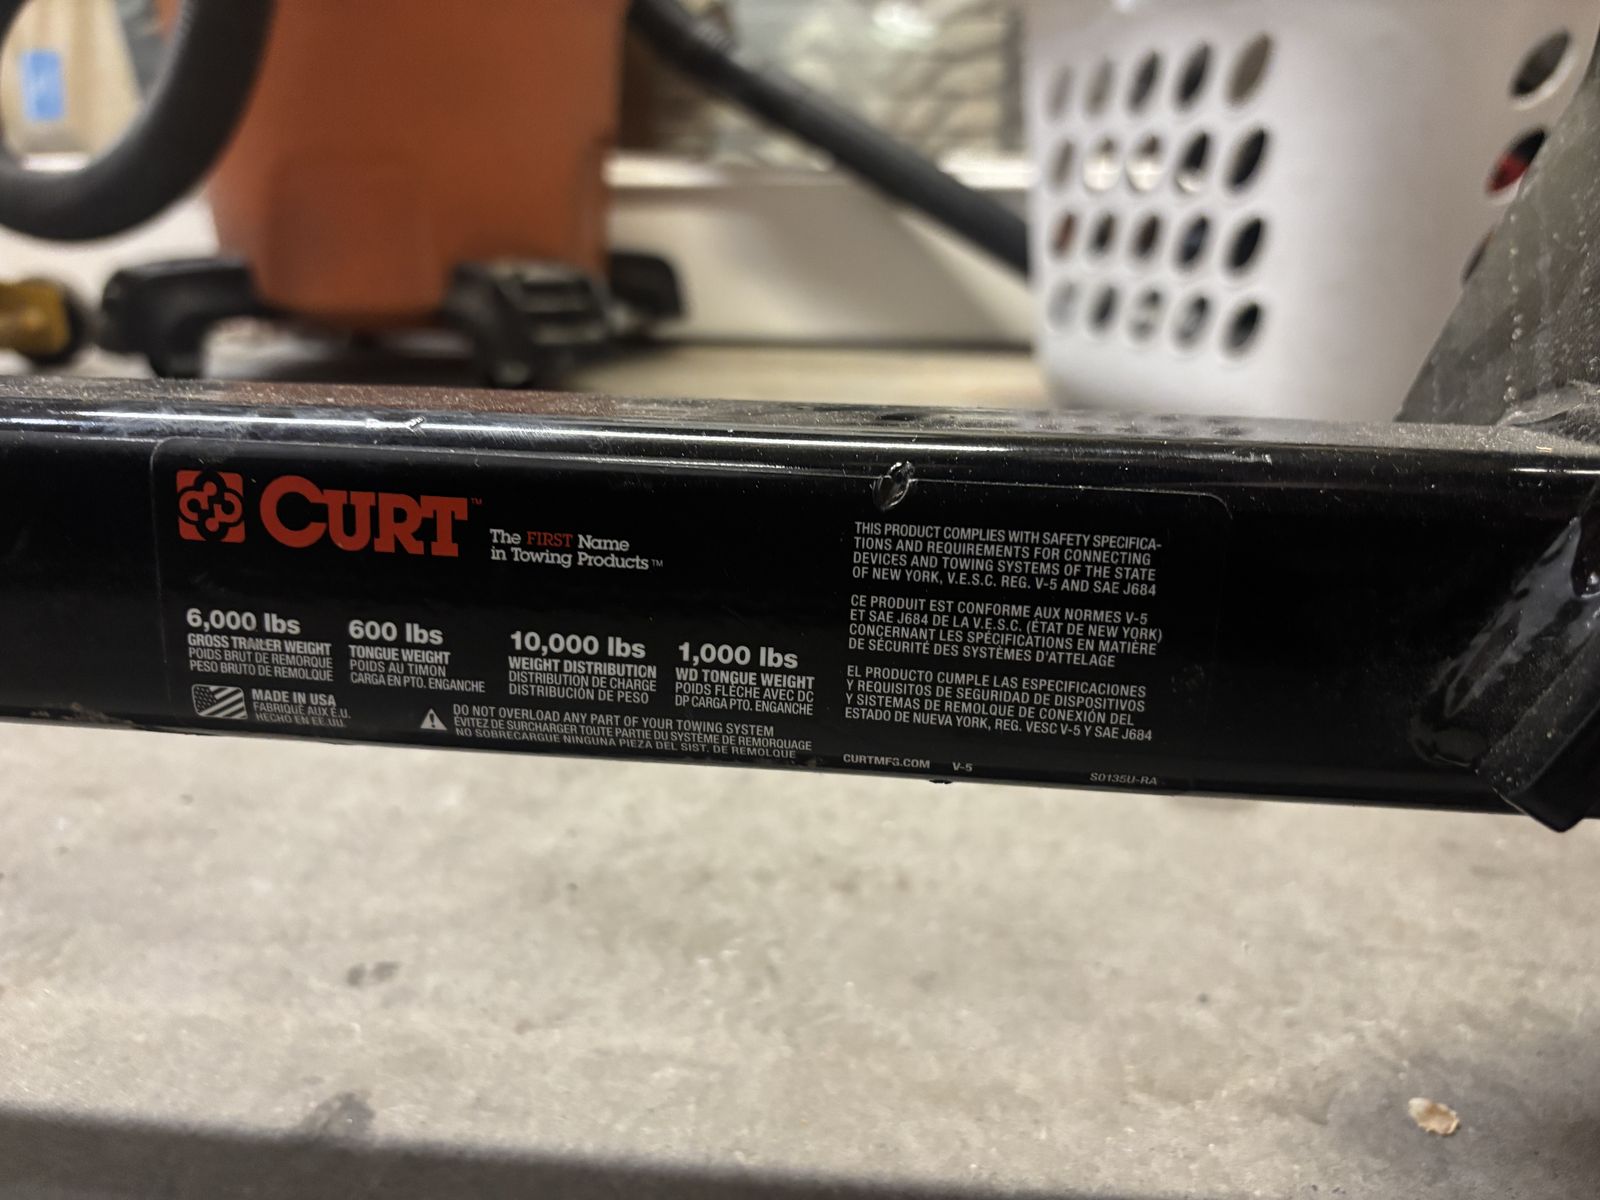 CURT™
The FIRST Name
in Towing Products™
6,000 lbs
GROSS TRAILER WEIGHT
POIDS BRUT DE REMORQUE
PESO BRUTO DE REMOLQUE
600 lbs
TONGUE WEIGHT
POIDS AU TIMON
CARGA EN PTO. ENGANCHE
10,000 lbs
WEIGHT DISTRIBUTION
DISTRIBUTION DE CHARGE
DISTRIBUCIÓN DE PESO
1,000 lbs
WD TONGUE WEIGHT
POIDS FLÈCHE AVEC DC
DP CARGA PTO. ENGANCHE
MADE IN USA
FABRIQUÉ AUX É.U.
HECHO EN EE.UU.
DO NOT OVERLOAD ANY PART OF YOUR TOWING SYSTEM
ÉVITEZ DE SURCHARGER TOUTE PARTIE DU SYSTÈME DE REMORQUAGE
NO SOBRECARGUE NINGUNA PIEZA DEL SIST. DE REMOLQUE
THIS PRODUCT COMPLIES WITH SAFETY SPECIFICA-
TIONS AND REQUIREMENTS FOR CONNECTING
DEVICES AND TOWING SYSTEMS OF THE STATE
OF NEW YORK, V.E.S.C. REG. V-5 AND SAE J684
CE PRODUIT EST CONFORME AUX NORMES V-5
ET SAE J684 DE LA V.E.S.C. (ÉTAT DE NEW YORK)
CONCERNANT LES SPÉCIFICATIONS EN MATIÈRE
DE SÉCURITÉ DES SYSTÈMES D'ATTELAGE
EL PRODUCTO CUMPLE LAS ESPECIFICACIONES
Y REQUISITOS DE SEGURIDAD DE DISPOSITIVOS
Y SISTEMAS DE REMOLQUE DE CONEXIÓN DEL
ESTADO DE NUEVA YORK, REG. VESC V-5 Y SAE J684
CURTMFG.COM V-5
S0135U-RA